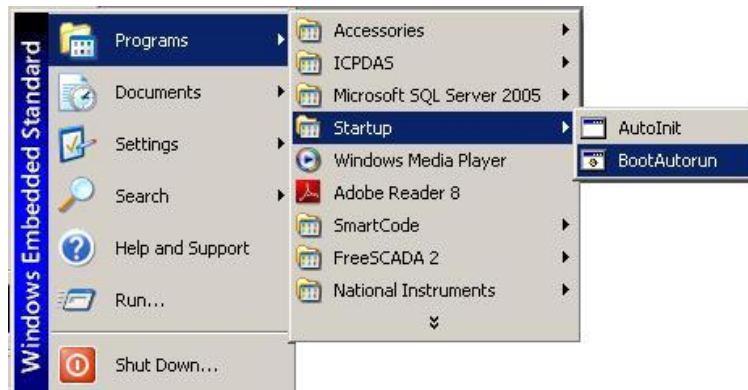 Windows Embedded Standard
Programs
Documents
Settings
Search
Help and Support
Run...
Shut Down...
Accessories
ICPDAS
Microsoft SQL Server 2005
Startup
Windows Media Player
Adobe Reader 8
SmartCode
FreeSCADA 2
National Instruments
AutoInit
BootAutorun